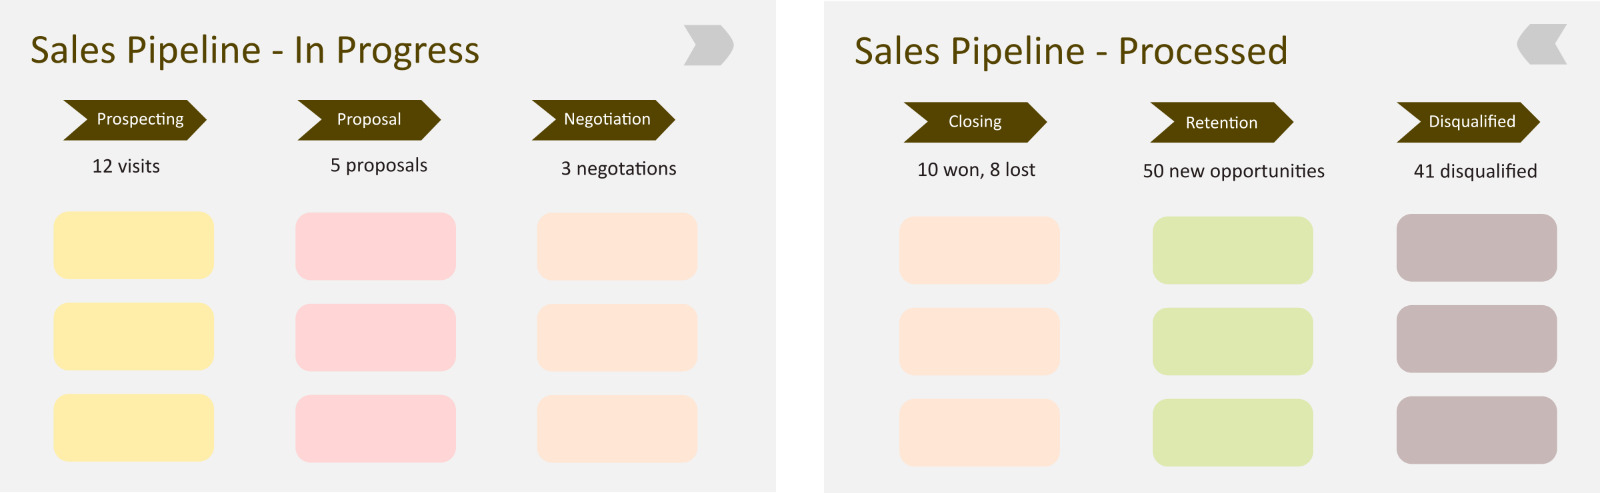 Sales Pipeline - In Progress
Prospecting
Proposal
Negotiation
12 visits
5 proposals
3 negotations
Sales Pipeline - Processed
Closing
Retention
Disqualified
10 won, 8 lost
50 new opportunities
41 disqualified